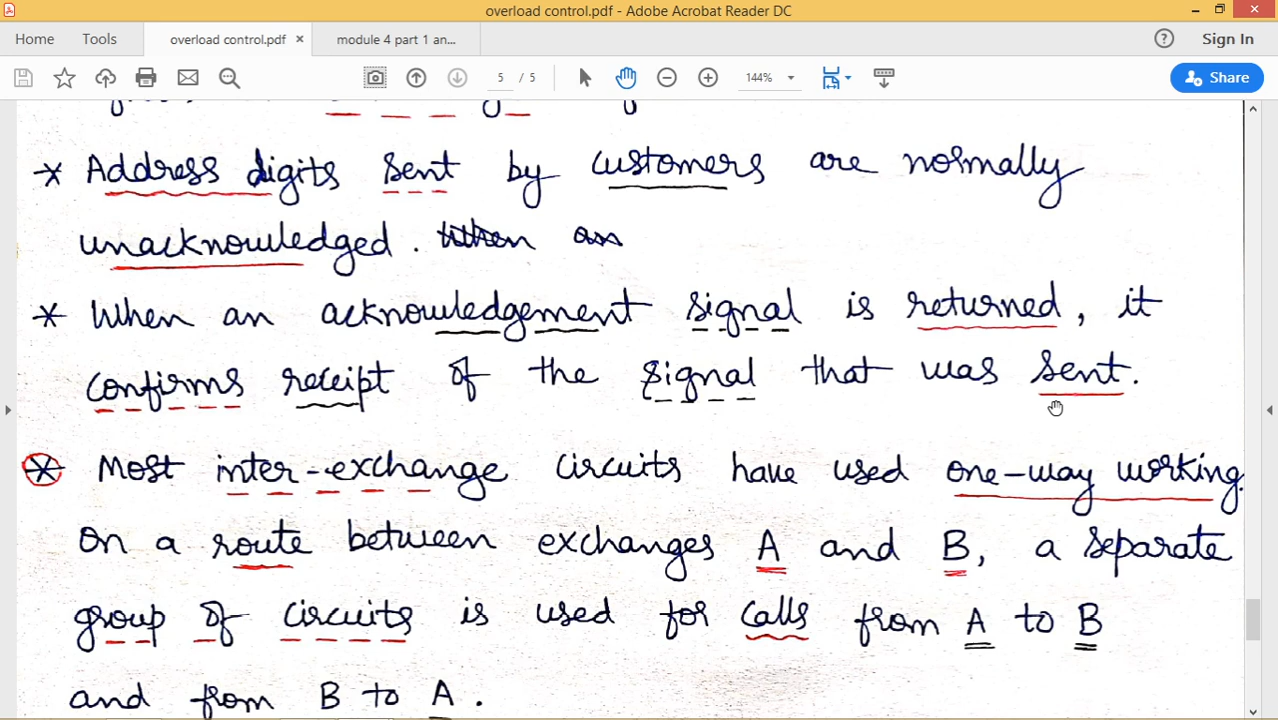 overload control.pdf - Adobe Acrobat Reader DC
Home Tools overload control.pdf × module 4 part 1 an... ? Sign In
5 / 5 144% Share
* Address digits sent by customers are normally
unacknowledged.
* When an acknowledgement signal is returned, it
confirms receipt of the signal that was sent.
* Most inter-exchange circuits have used one-way working.
On a route between exchanges A and B, a separate
group of circuits is used for calls from A to B
and from B to A.